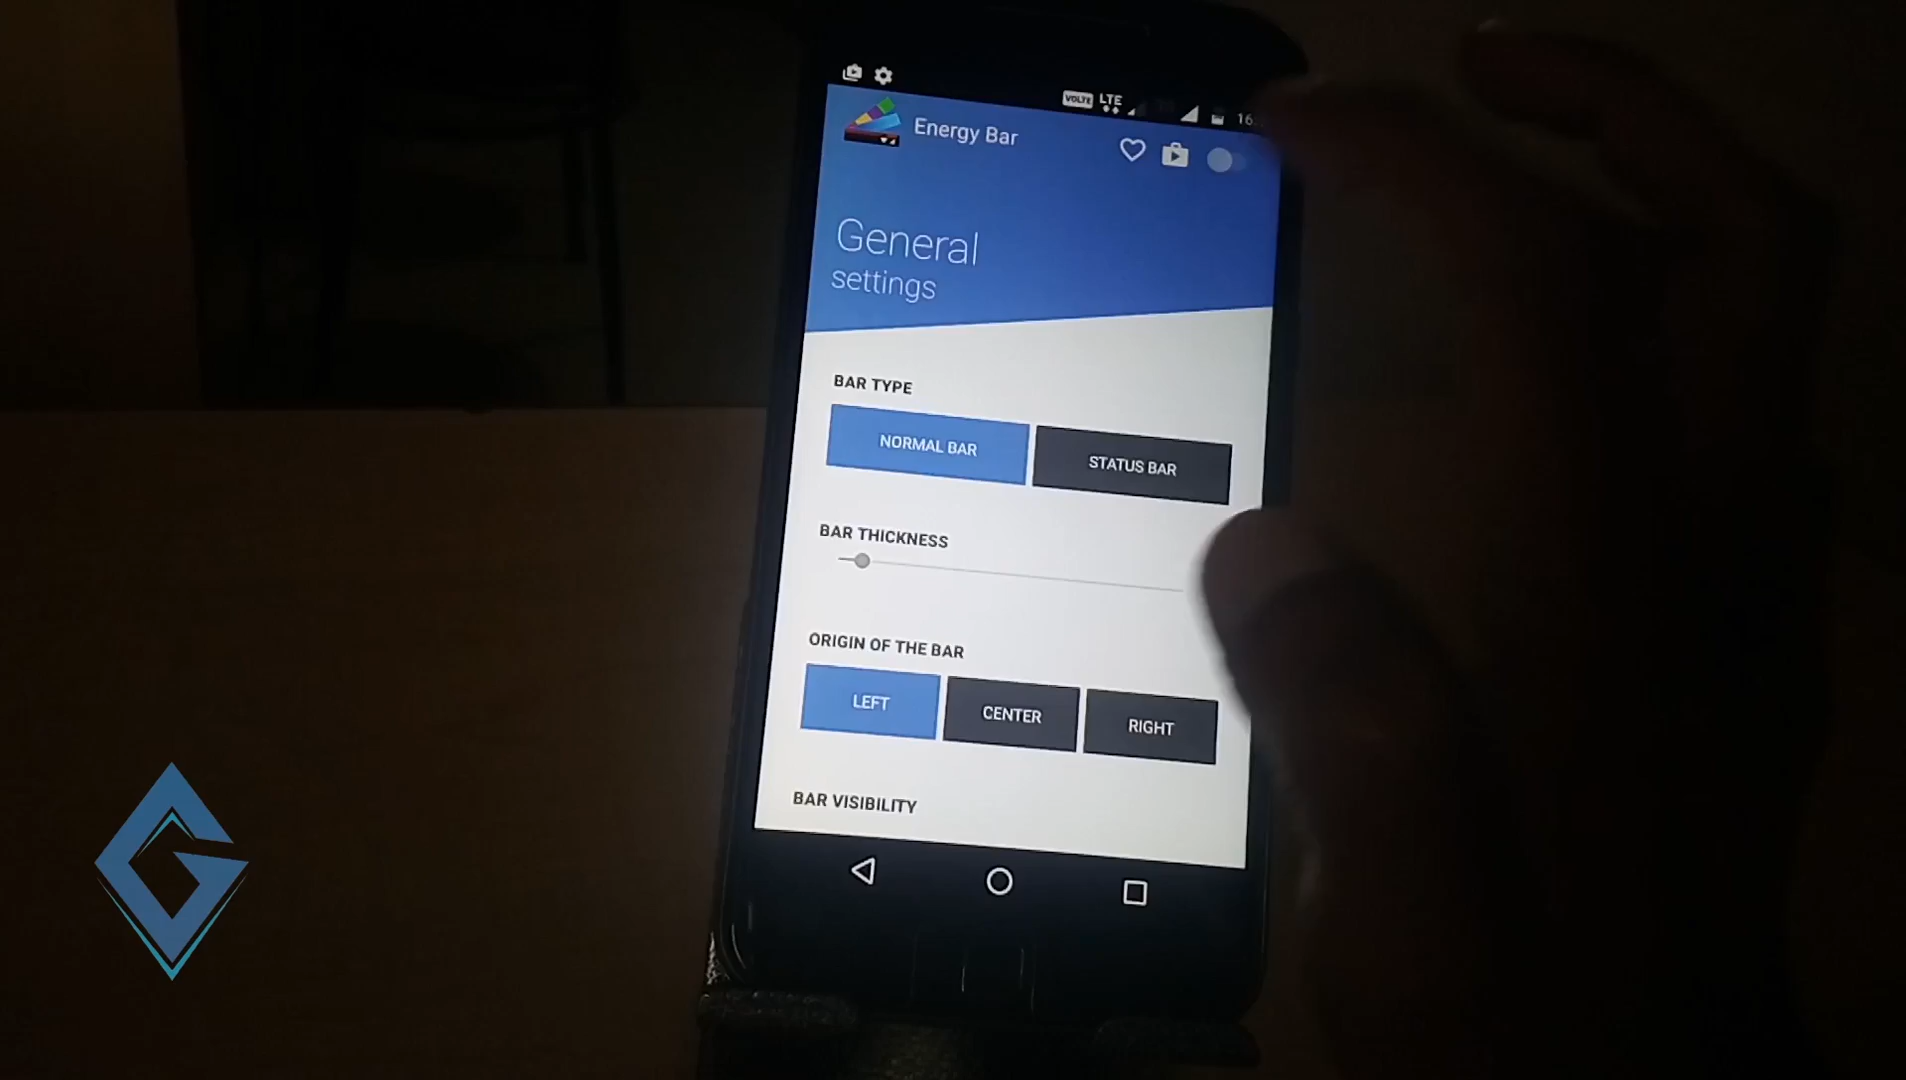 VOLTE LTE 16
Energy Bar
General
settings
BAR TYPE
NORMAL BAR
STATUS BAR
BAR THICKNESS
ORIGIN OF THE BAR
LEFT
CENTER
RIGHT
BAR VISIBILITY